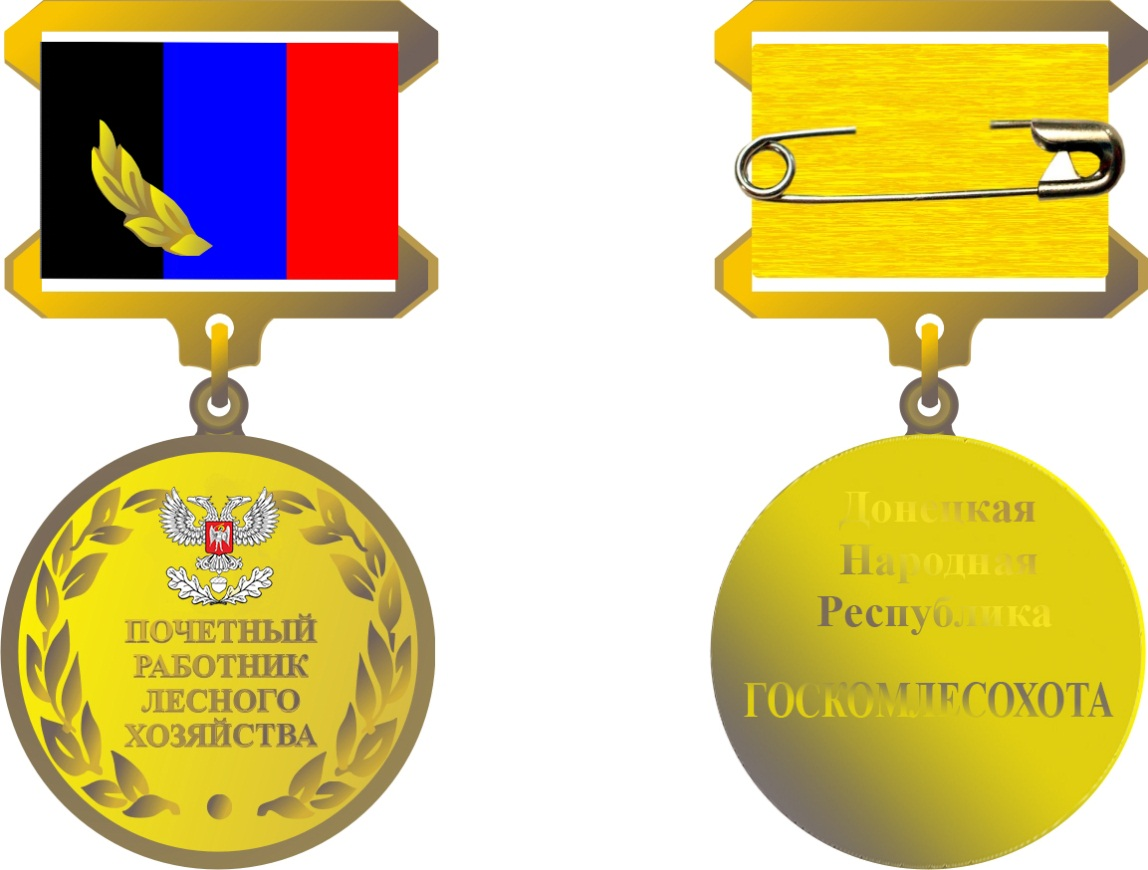 ПОЧЕТНЫЙ
РАБОТНИК
ЛЕСНОГО
ХОЗЯЙСТВА
Донецкая
Народная
Республика
ГОСКОМЛЕСОХОТА